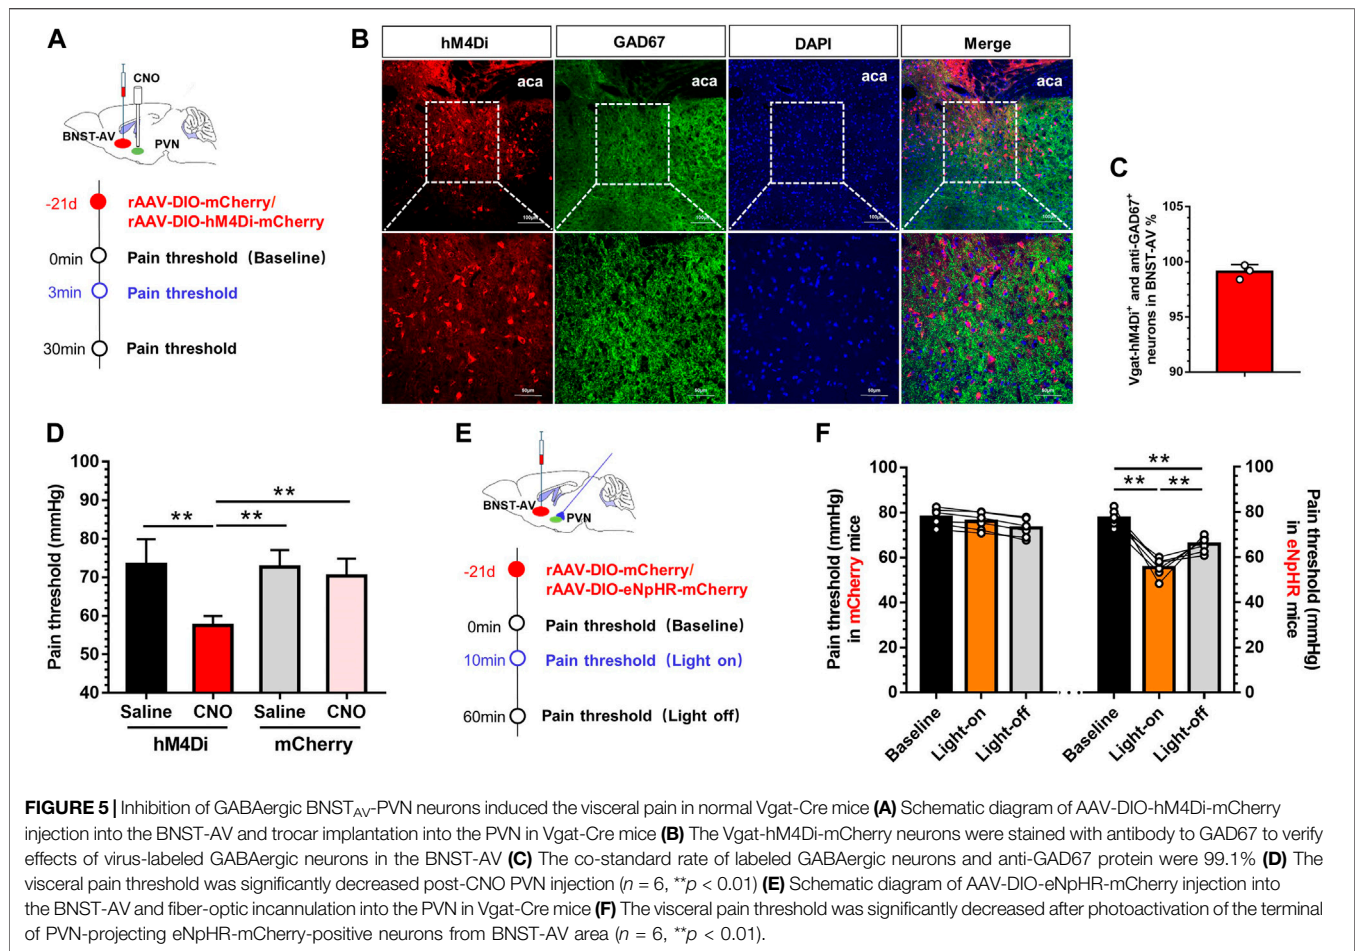 A
CNO
BNST-AV
PVN
-21d
rAAV-DIO-mCherry/
rAAV-DIO-hM4Di-mCherry
0min
Pain threshold (Baseline)
3min
Pain threshold
30min
Pain threshold
B
hM4Di
GAD67
DAPI
Merge
aca
aca
aca
100μm
100μm
100μm
100μm
50μm
50μm
50μm
50μm
C
Vgat-hM4Di+ and anti-GAD67+
neurons in BNST-AV %
105
100
95
90
D
Pain threshold (mmHg)
100
90
80
70
60
50
40
**
**
**
Saline
CNO
Saline
CNO
hM4Di
mCherry
E
BNST-AV
PVN
-21d
rAAV-DIO-mCherry/
rAAV-DIO-eNpHR-mCherry
0min
Pain threshold (Baseline)
10min
Pain threshold (Light on)
60min
Pain threshold (Light off)
F
Pain threshold (mmHg)
in mCherry mice
100
80
60
40
20
0
**
**
**
100
80
60
40
20
0
Pain threshold (mmHg)
in eNpHR mice
Baseline
Light-on
Light-off
Baseline
Light-on
Light-off
FIGURE 5 | Inhibition of GABAergic BNSTAV-PVN neurons induced the visceral pain in normal Vgat-Cre mice (A) Schematic diagram of AAV-DIO-hM4Di-mCherry
injection into the BNST-AV and trocar implantation into the PVN in Vgat-Cre mice (B) The Vgat-hM4Di-mCherry neurons were stained with antibody to GAD67 to verify
effects of virus-labeled GABAergic neurons in the BNST-AV (C) The co-standard rate of labeled GABAergic neurons and anti-GAD67 protein were 99.1% (D) The
visceral pain threshold was significantly decreased post-CNO PVN injection (n = 6, **p < 0.01) (E) Schematic diagram of AAV-DIO-eNpHR-mCherry injection into
the BNST-AV and fiber-optic incannulation into the PVN in Vgat-Cre mice (F) The visceral pain threshold was significantly decreased after photoactivation of the terminal
of PVN-projecting eNpHR-mCherry-positive neurons from BNST-AV area (n = 6, **p < 0.01).